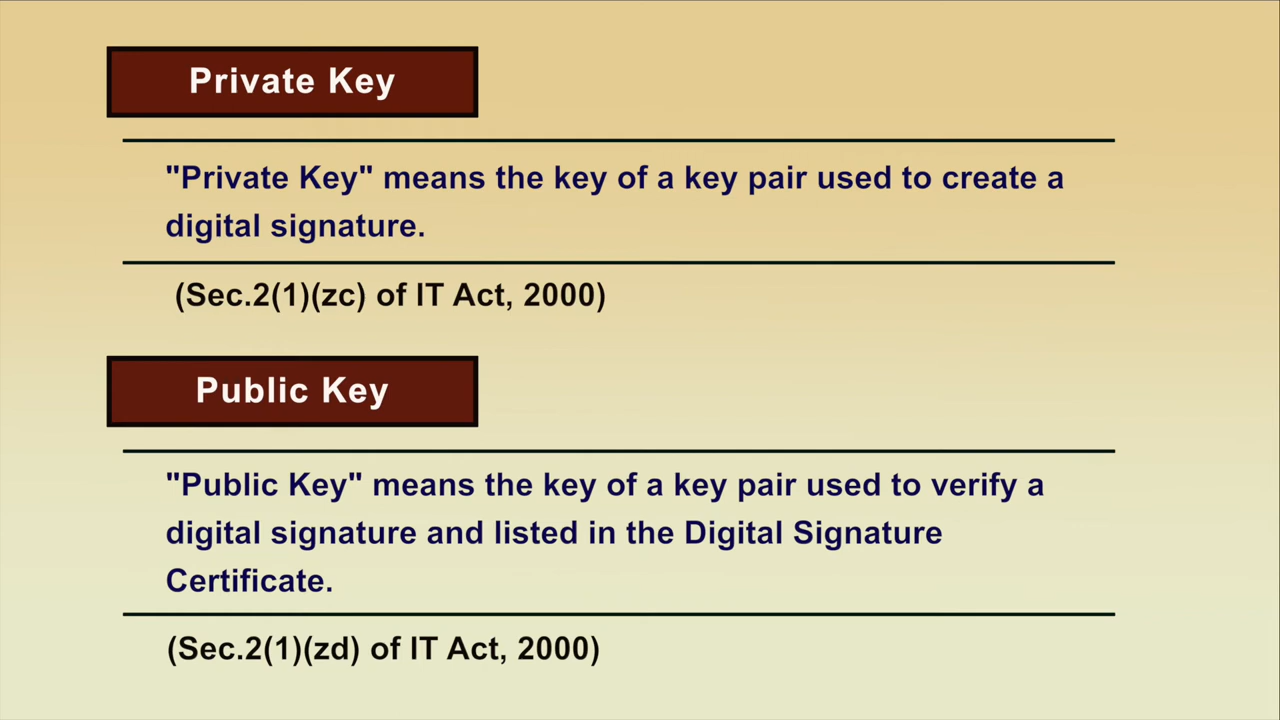 Private Key
"Private Key" means the key of a key pair used to create a
digital signature.
(Sec.2(1)(zc) of IT Act, 2000)
Public Key
"Public Key" means the key of a key pair used to verify a
digital signature and listed in the Digital Signature
Certificate.
(Sec.2(1)(zd) of IT Act, 2000)